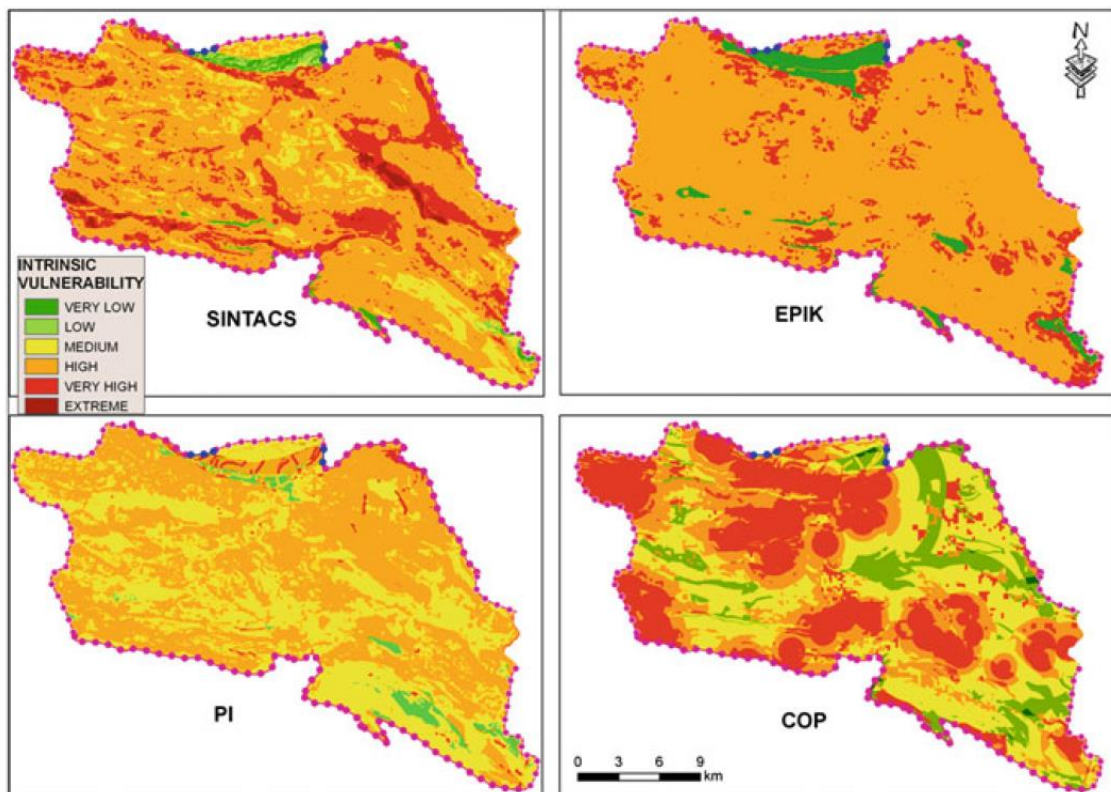 N
INTRINSIC
VULNERABILITY
VERY LOW
LOW
MEDIUM
HIGH
VERY HIGH
EXTREME
SINTACS
EPIK
PI
COP
0 3 6 9
km